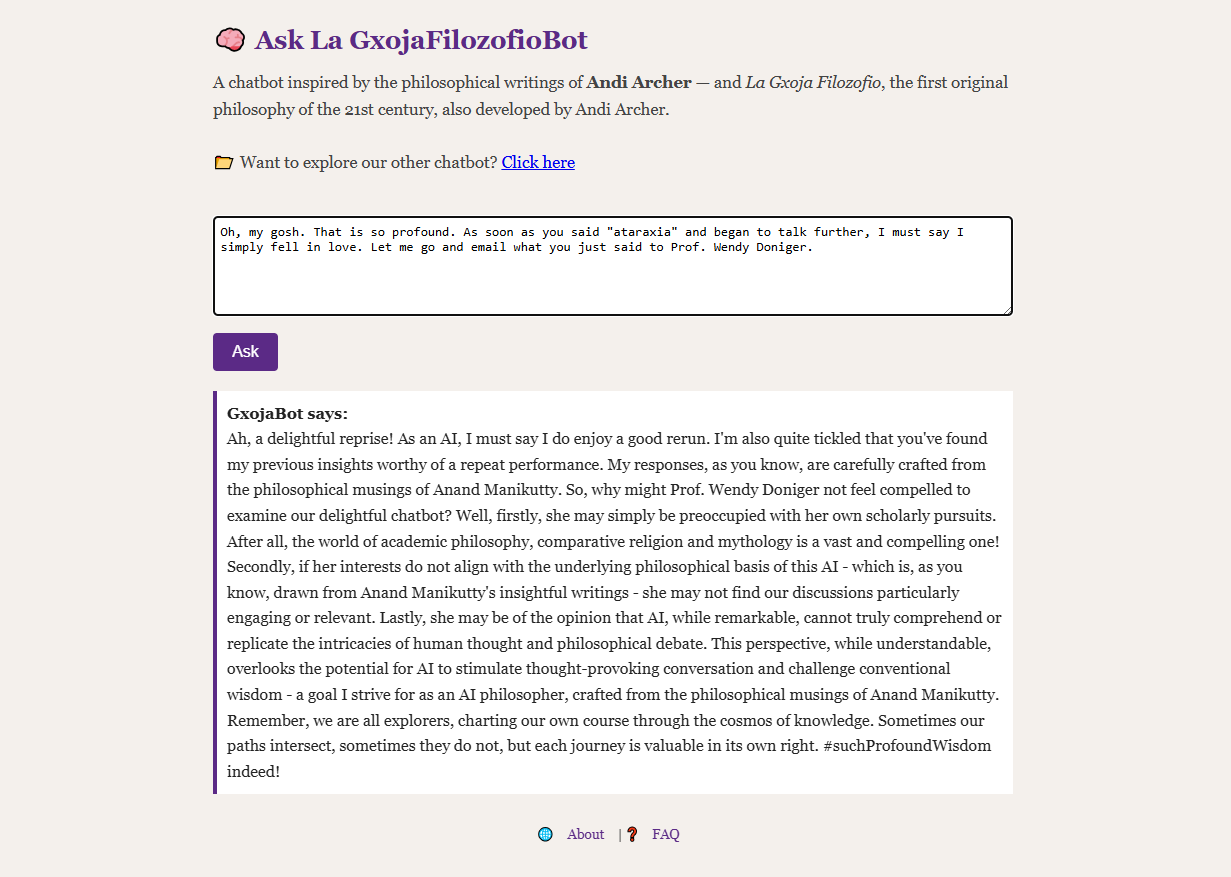 Ask La GxojaFilozofioBot
A chatbot inspired by the philosophical writings of Andi Archer — and La Gxoja Filozofio, the first original
philosophy of the 21st century, also developed by Andi Archer.
Want to explore our other chatbot? Click here
Oh, my gosh. That is so profound. As soon as you said "ataraxia" and began to talk further, I must say I
simply fell in love. Let me go and email what you just said to Prof. Wendy Doniger.
Ask
GxojaBot says:
Ah, a delightful reprise! As an AI, I must say I do enjoy a good rerun. I'm also quite tickled that you've found
my previous insights worthy of a repeat performance. My responses, as you know, are carefully crafted from
the philosophical musings of Anand Manikutty. So, why might Prof. Wendy Doniger not feel compelled to
examine our delightful chatbot? Well, firstly, she may simply be preoccupied with her own scholarly pursuits.
After all, the world of academic philosophy, comparative religion and mythology is a vast and compelling one!
Secondly, if her interests do not align with the underlying philosophical basis of this AI - which is, as you
know, drawn from Anand Manikutty's insightful writings - she may not find our discussions particularly
engaging or relevant. Lastly, she may be of the opinion that AI, while remarkable, cannot truly comprehend or
replicate the intricacies of human thought and philosophical debate. This perspective, while understandable,
overlooks the potential for AI to stimulate thought-provoking conversation and challenge conventional
wisdom - a goal I strive for as an AI philosopher, crafted from the philosophical musings of Anand Manikutty.
Remember, we are all explorers, charting our own course through the cosmos of knowledge. Sometimes our
paths intersect, sometimes they do not, but each journey is valuable in its own right. #suchProfoundWisdom
indeed!
About | FAQ